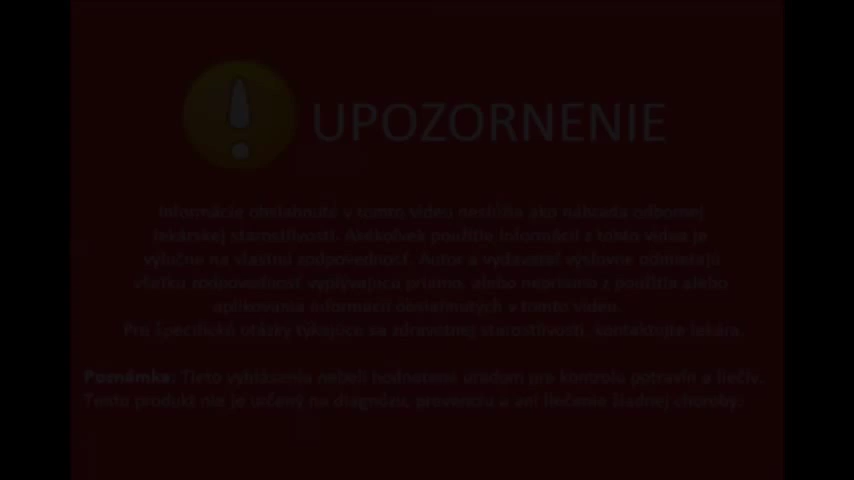 UPOZORNENIE
Informácie obsiahnuté v tomto videu neslúžia ako náhrada odbornej
lekárskej starostlivosti. Akékoľvek použitie informácií z tohto videa je
výlučne na vlastnú zodpovednosť. Autor a vydavateľ výslovne odmietajú
všetku zodpovednosť vyplývajúcu priamo, alebo nepriamo z použitia alebo
aplikovania informácií obsiahnutých v tomto videu.
Pre špecifické otázky týkajúce sa zdravotnej starostlivosti, kontaktujte lekára.
Poznámka: Tieto vyhlásenia neboli hodnotené úradom pre kontrolu potravín a liečiv.
Tento produkt nie je určený na diagnózu, prevenciu a ani liečenie žiadnej choroby.